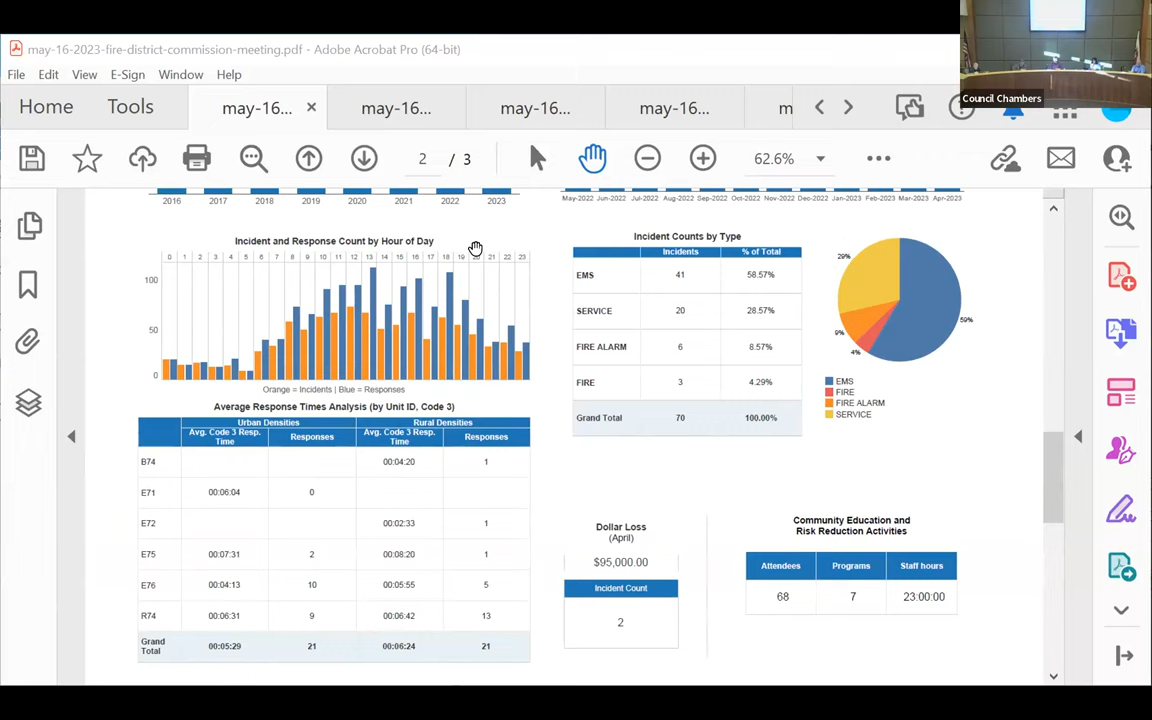 may-16-2023-fire-district-commission-meeting.pdf - Adobe Acrobat Pro (64-bit)
File Edit View E-Sign Window Help
Council Chambers
Home Tools may-16... × may-16... may-16... may-16... m
2 / 3 62.6%
2016 2017 2018 2019 2020 2021 2022 2023
May-2022 Jun-2022 Jul-2022 Aug-2022 Sep-2022 Oct-2022 Nov-2022 Dec-2022 Jan-2023 Feb-2023 Mar-2023 Apr-2023
Incident and Response Count by Hour of Day
0 1 2 3 4 5 6 7 8 9 10 11 12 13 14 15 16 17 18 19 20 21 22 23
100
50
0
Orange = Incidents | Blue = Responses
Incident Counts by Type
Incidents % of Total
EMS 41 58.57%
SERVICE 20 28.57%
FIRE ALARM 6 8.57%
FIRE 3 4.29%
Grand Total 70 100.00%
29%
59%
9%
4%
EMS
FIRE
FIRE ALARM
SERVICE
Average Response Times Analysis (by Unit ID, Code 3)
Urban Densities Rural Densities
Avg. Code 3 Resp. Time Responses Avg. Code 3 Resp. Time Responses
B74 00:04:20 1
E71 00:06:04 0
E72 00:02:33 1
E75 00:07:31 2 00:08:20 1
E76 00:04:13 10 00:05:55 5
R74 00:06:31 9 00:06:42 13
Grand Total 00:05:29 21 00:06:24 21
Dollar Loss
(April)
$95,000.00
Incident Count
2
Community Education and
Risk Reduction Activities
Attendees Programs Staff hours
68 7 23:00:00